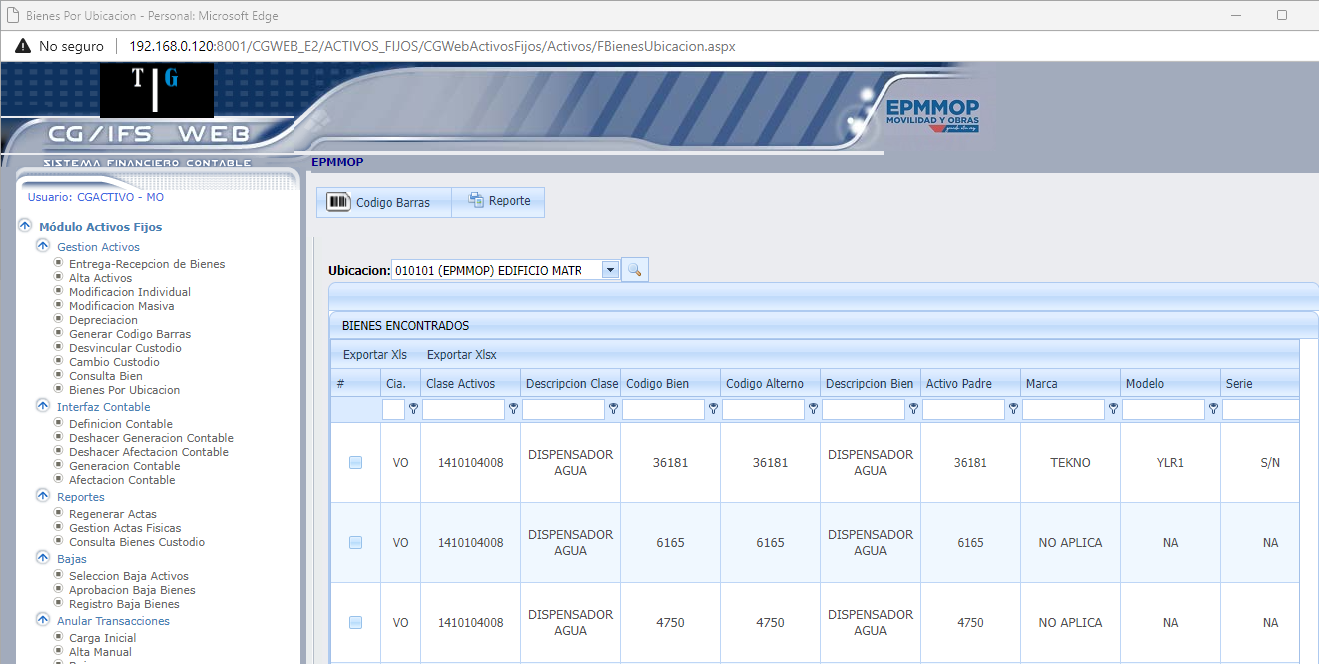 Bienes Por Ubicacion - Personal: Microsoft Edge
No seguro | 192.168.0.120:8001/CGWEB_E2/ACTIVOS_FIJOS/CGWebActivosFijos/Activos/FBienesUbicacion.aspx
T|G
CG/IFS WEB
SISTEMA FINANCIERO CONTABLE
EPMMOP
MOVILIDAD Y OBRAS
EPMMOP
Usuario: CGACTIVO - MO
Módulo Activos Fijos
Gestion Activos
Entrega-Recepcion de Bienes
Alta Activos
Modificacion Individual
Modificacion Masiva
Depreciacion
Generar Codigo Barras
Desvincular Custodio
Cambio Custodio
Consulta Bien
Bienes Por Ubicacion
Interfaz Contable
Definicion Contable
Deshacer Generacion Contable
Deshacer Afectacion Contable
Generacion Contable
Afectacion Contable
Reportes
Regenerar Actas
Gestion Actas Fisicas
Consulta Bienes Custodio
Bajas
Seleccion Baja Activos
Aprobacion Baja Bienes
Registro Baja Bienes
Anular Transacciones
Carga Inicial
Alta Manual
Codigo Barras Reporte
Ubicacion: 010101 (EPMMOP) EDIFICIO MATR
BIENES ENCONTRADOS
Exportar Xls Exportar Xlsx
# Cia. Clase Activos Descripcion Clase Codigo Bien Codigo Alterno Descripcion Bien Activo Padre Marca Modelo Serie
VO 1410104008 DISPENSADOR AGUA 36181 36181 DISPENSADOR AGUA 36181 TEKNO YLR1 S/N
VO 1410104008 DISPENSADOR AGUA 6165 6165 DISPENSADOR AGUA 6165 NO APLICA NA NA
VO 1410104008 DISPENSADOR AGUA 4750 4750 DISPENSADOR AGUA 4750 NO APLICA NA NA